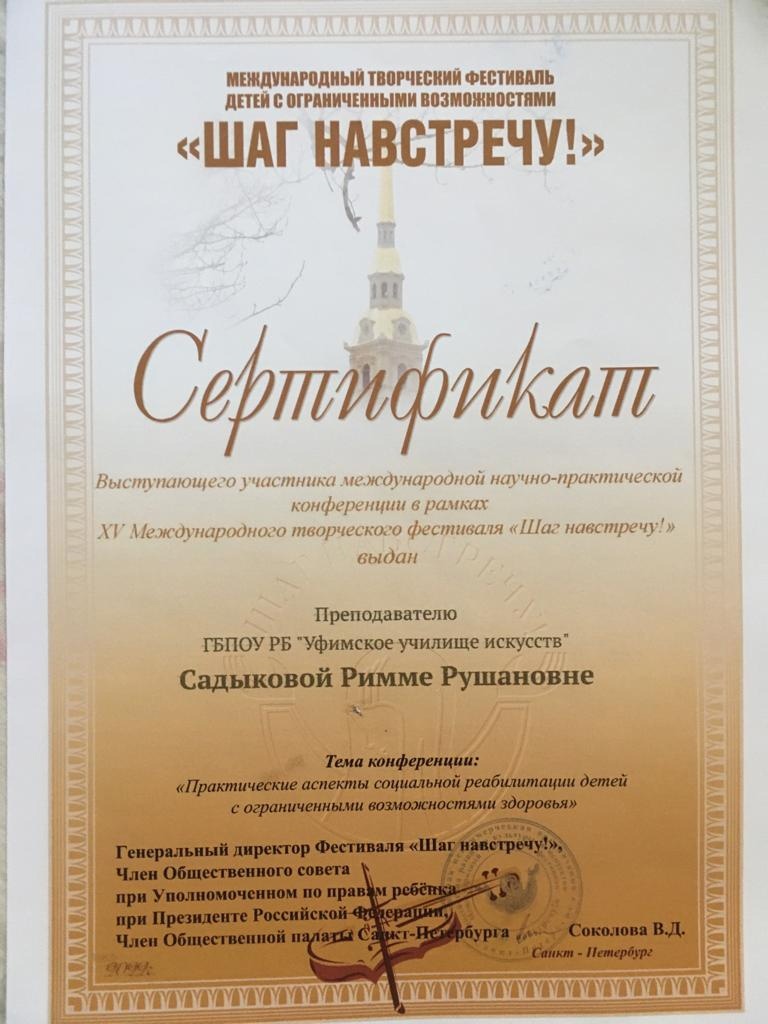 МЕЖДУНАРОДНЫЙ ТВОРЧЕСКИЙ ФЕСТИВАЛЬ
ДЕТЕЙ С ОГРАНИЧЕННЫМИ ВОЗМОЖНОСТЯМИ
«ШАГ НАВСТРЕЧУ!»
Сертификат
Выступающего участника международной научно-практической
конференции в рамках
XV Международного творческого фестиваля «Шаг навстречу!»
выдан
Преподавателю
ГБПОУ РБ "Уфимское училище искусств"
Садыковой Римме Рушановне
Тема конференции:
«Практические аспекты социальной реабилитации детей
с ограниченными возможностями здоровья»
Генеральный директор Фестиваля «Шаг навстречу!»,
Член Общественного совета
при Уполномоченном по правам ребёнка
при Президенте Российской Федерации,
Член Общественной палаты Санкт-Петербурга Соколова В.Д.
Санкт - Петербург